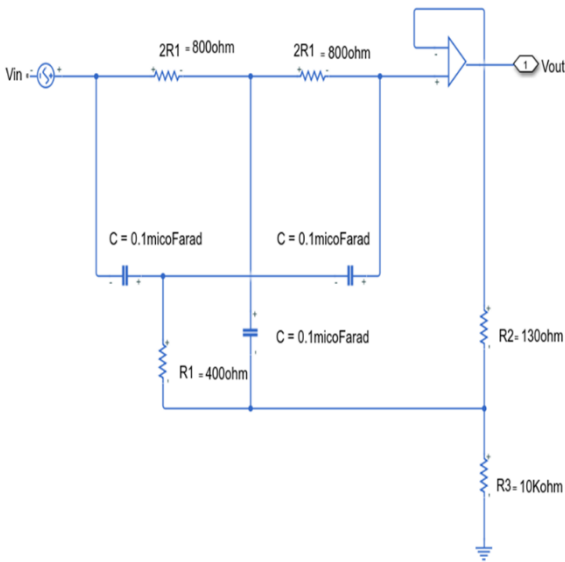 2R1 = 800ohm
2R1 = 800ohm
Vin
1
Vout
C = 0.1micoFarad
C = 0.1micoFarad
C = 0.1micoFarad
R2= 130ohm
R1 = 400ohm
R3= 10Kohm